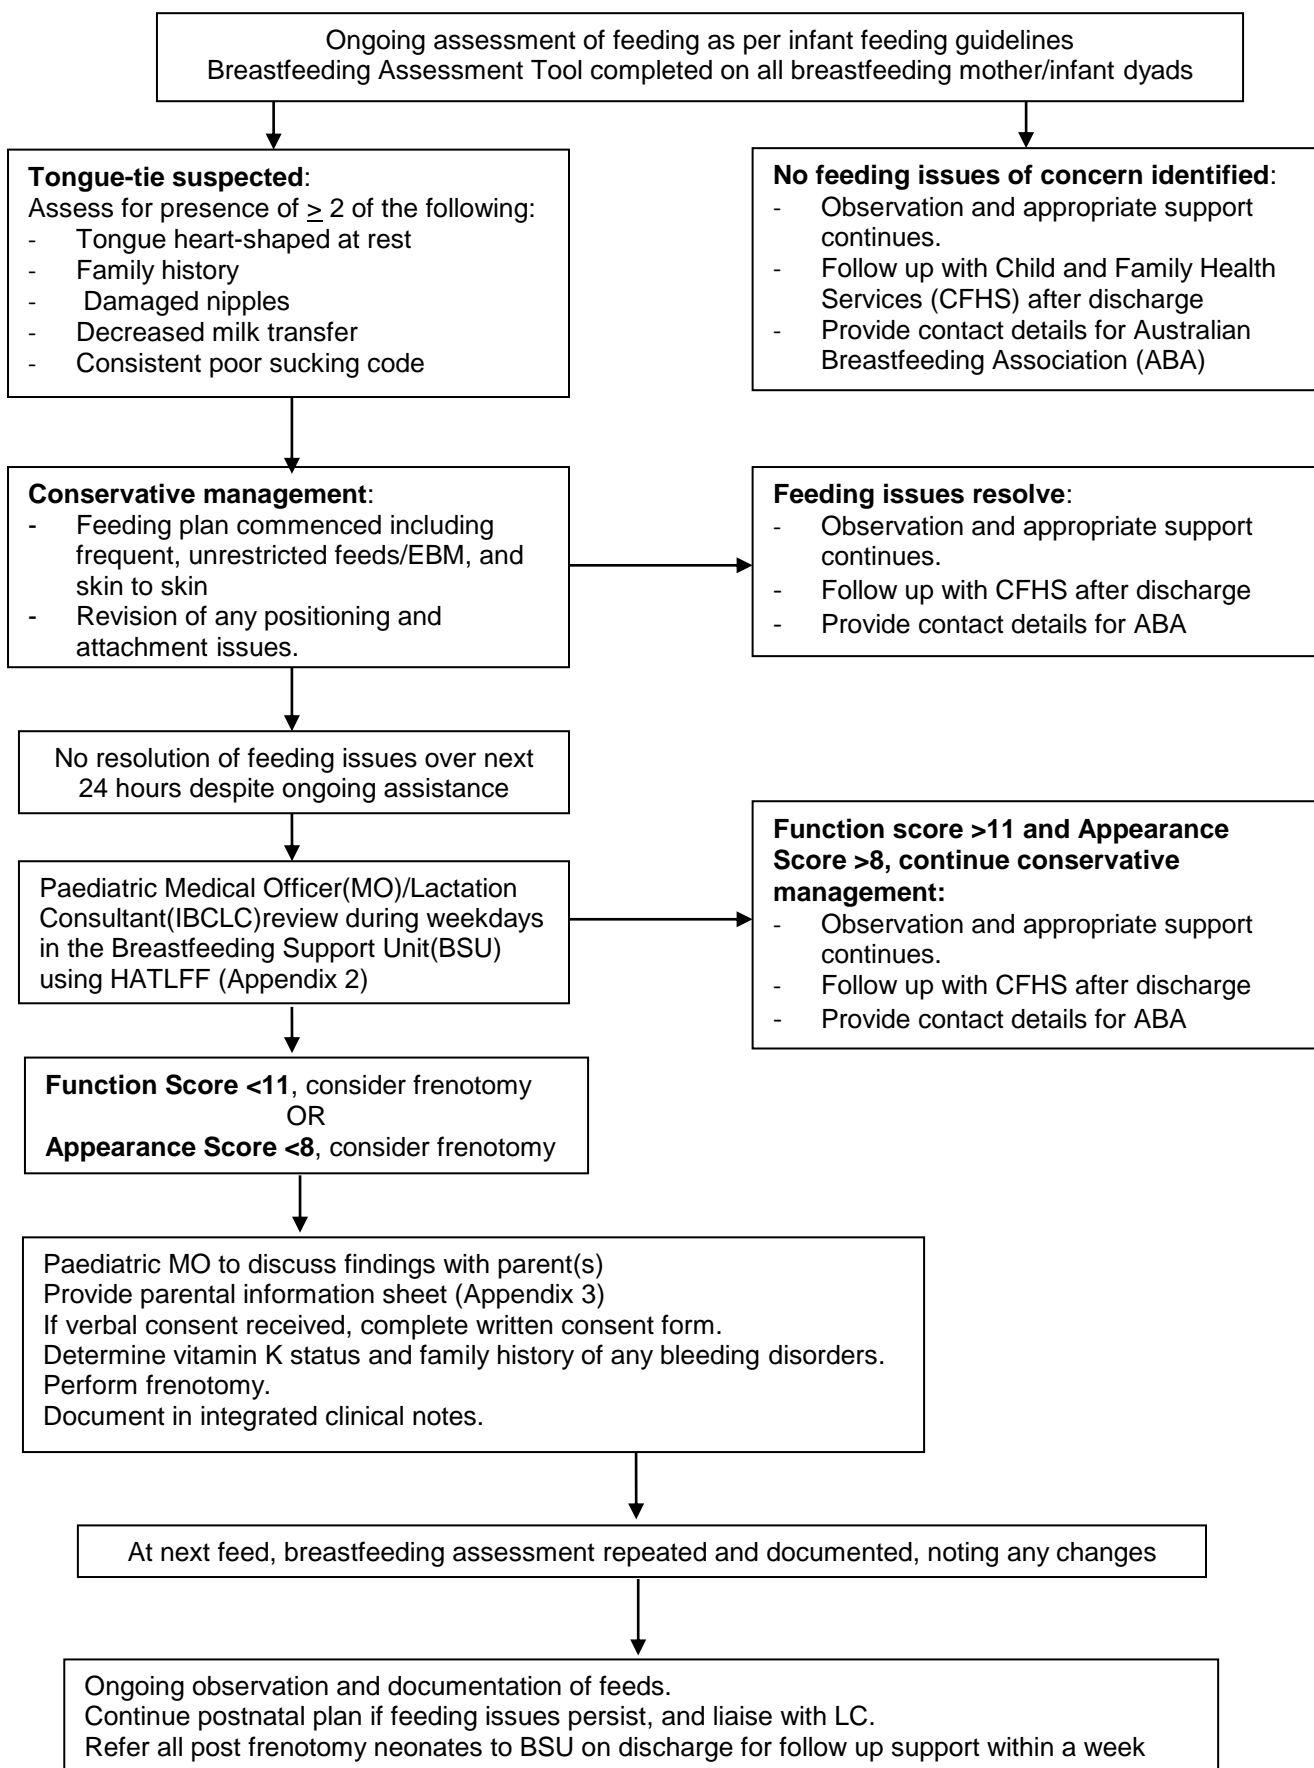 Ongoing assessment of feeding as per infant feeding guidelines
Breastfeeding Assessment Tool completed on all breastfeeding mother/infant dyads
Tongue-tie suspected:
Assess for presence of ≥ 2 of the following:
- Tongue heart-shaped at rest
- Family history
- Damaged nipples
- Decreased milk transfer
- Consistent poor sucking code
No feeding issues of concern identified:
- Observation and appropriate support
continues.
- Follow up with Child and Family Health
Services (CFHS) after discharge
- Provide contact details for Australian
Breastfeeding Association (ABA)
Conservative management:
- Feeding plan commenced including
frequent, unrestricted feeds/EBM, and
skin to skin
- Revision of any positioning and
attachment issues.
Feeding issues resolve:
- Observation and appropriate support
continues.
- Follow up with CFHS after discharge
- Provide contact details for ABA
No resolution of feeding issues over next
24 hours despite ongoing assistance
Paediatric Medical Officer(MO)/Lactation
Consultant(IBCLC)review during weekdays
in the Breastfeeding Support Unit(BSU)
using HATLFF (Appendix 2)
Function score >11 and Appearance
Score >8, continue conservative
management:
- Observation and appropriate support
continues.
- Follow up with CFHS after discharge
- Provide contact details for ABA
Function Score <11, consider frenotomy
OR
Appearance Score <8, consider frenotomy
Paediatric MO to discuss findings with parent(s)
Provide parental information sheet (Appendix 3)
If verbal consent received, complete written consent form.
Determine vitamin K status and family history of any bleeding disorders.
Perform frenotomy.
Document in integrated clinical notes.
At next feed, breastfeeding assessment repeated and documented, noting any changes
Ongoing observation and documentation of feeds.
Continue postnatal plan if feeding issues persist, and liaise with LC.
Refer all post frenotomy neonates to BSU on discharge for follow up support within a week